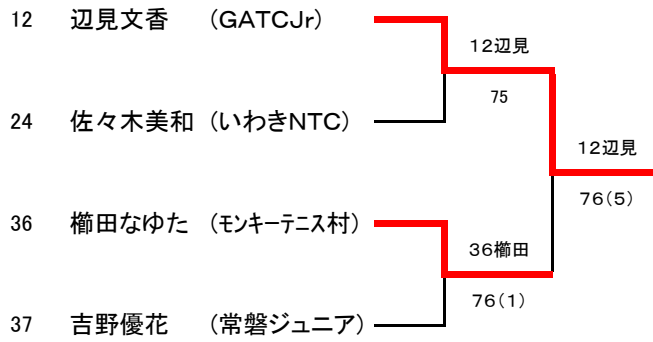 12 辺見文香 (GATCJr)
12辺見
75
24 佐々木美和 (いわきNTC)
12辺見
76(5)
36 櫛田なゆた (モンキーテニス村)
36櫛田
76(1)
37 吉野優花 (常磐ジュニア)